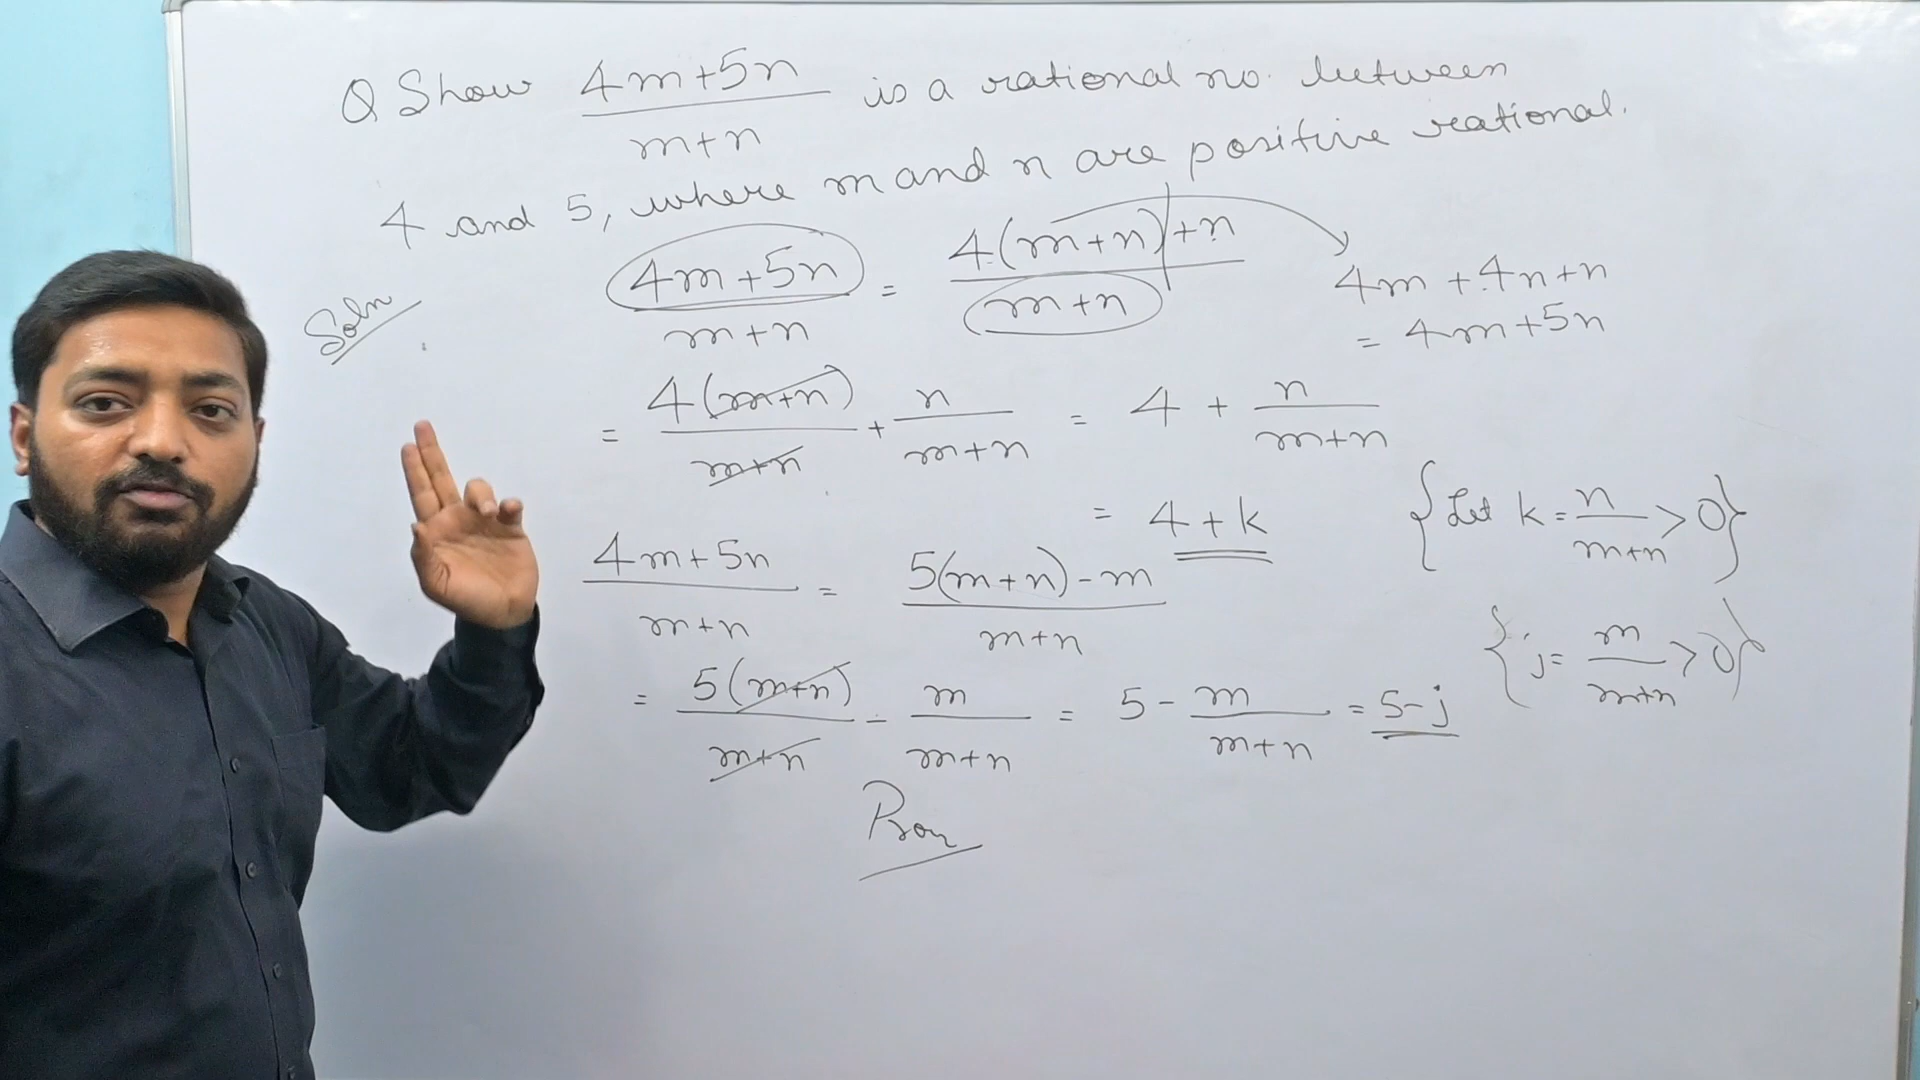 Q Show (4m+5n)/(m+n) is a rational no. between
4 and 5, where m and n are positive rational.
Soln
(4m+5n)/(m+n) = (4(m+n)+n)/(m+n)
4m+4n+n
= 4m+5n
= 4(m+n)/(m+n) + n/(m+n) = 4 + n/(m+n)
= 4+k {Let k = n/(m+n) > 0}
(4m+5n)/(m+n) = (5(m+n)-m)/(m+n)
= 5(m+n)/(m+n) - m/(m+n) = 5 - m/(m+n) = 5-j {j = m/(m+n) > 0}